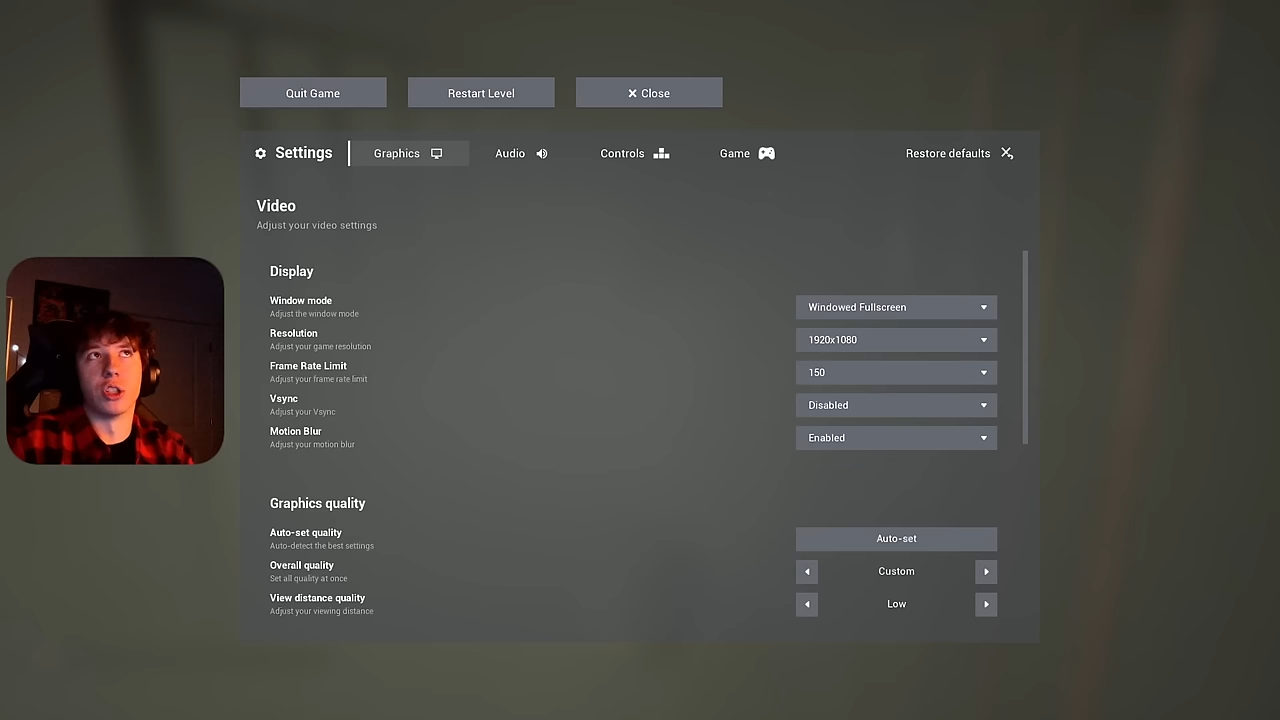 Quit Game
Restart Level
Close
Settings
Graphics
Audio
Controls
Game
Restore defaults
Video
Adjust your video settings
Display
Window mode
Windowed Fullscreen
Adjust the window mode
Resolution
1920x1080
Adjust your game resolution
Frame Rate Limit
150
Adjust your frame rate limit
Vsync
Disabled
Adjust your Vsync
Motion Blur
Enabled
Adjust your motion blur
Graphics quality
Auto-set quality
Auto-set
Auto-detect the best settings
Overall quality
Custom
Set all quality at once
View distance quality
Low
Adjust your viewing distance